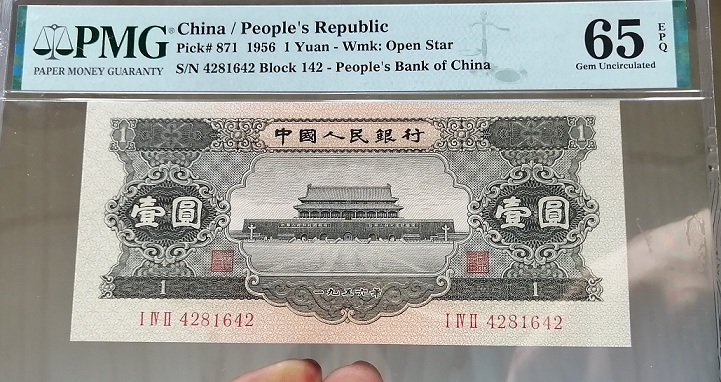 PMG
PAPER MONEY GUARANTY
China / People's Republic
Pick# 871 1956 1 Yuan - Wmk: Open Star
S/N 4281642 Block 142 - People's Bank of China
65 EPQ
Gem Uncirculated
1 中國人民銀行 1
壹圓 壹圓
1 一九五六年 1
I IV II 4281642 I IV II 4281642